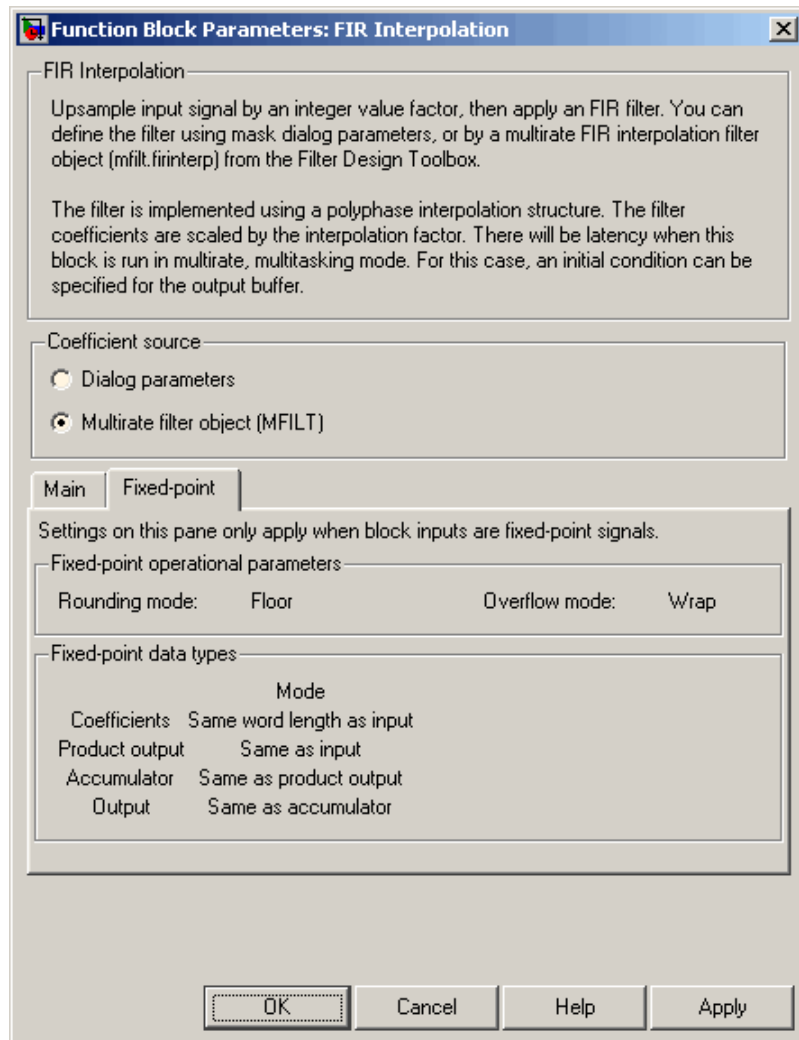 Function Block Parameters: FIR Interpolation
FIR Interpolation
Upsample input signal by an integer value factor, then apply an FIR filter. You can
define the filter using mask dialog parameters, or by a multirate FIR interpolation filter
object (mfilt.firinterp) from the Filter Design Toolbox.
The filter is implemented using a polyphase interpolation structure. The filter
coefficients are scaled by the interpolation factor. There will be latency when this
block is run in multirate, multitasking mode. For this case, an initial condition can be
specified for the output buffer.
Coefficient source
Dialog parameters
Multirate filter object (MFILT)
Main Fixed-point
Settings on this pane only apply when block inputs are fixed-point signals.
Fixed-point operational parameters
Rounding mode: Floor Overflow mode: Wrap
Fixed-point data types
Mode
Coefficients Same word length as input
Product output Same as input
Accumulator Same as product output
Output Same as accumulator
OK Cancel Help Apply